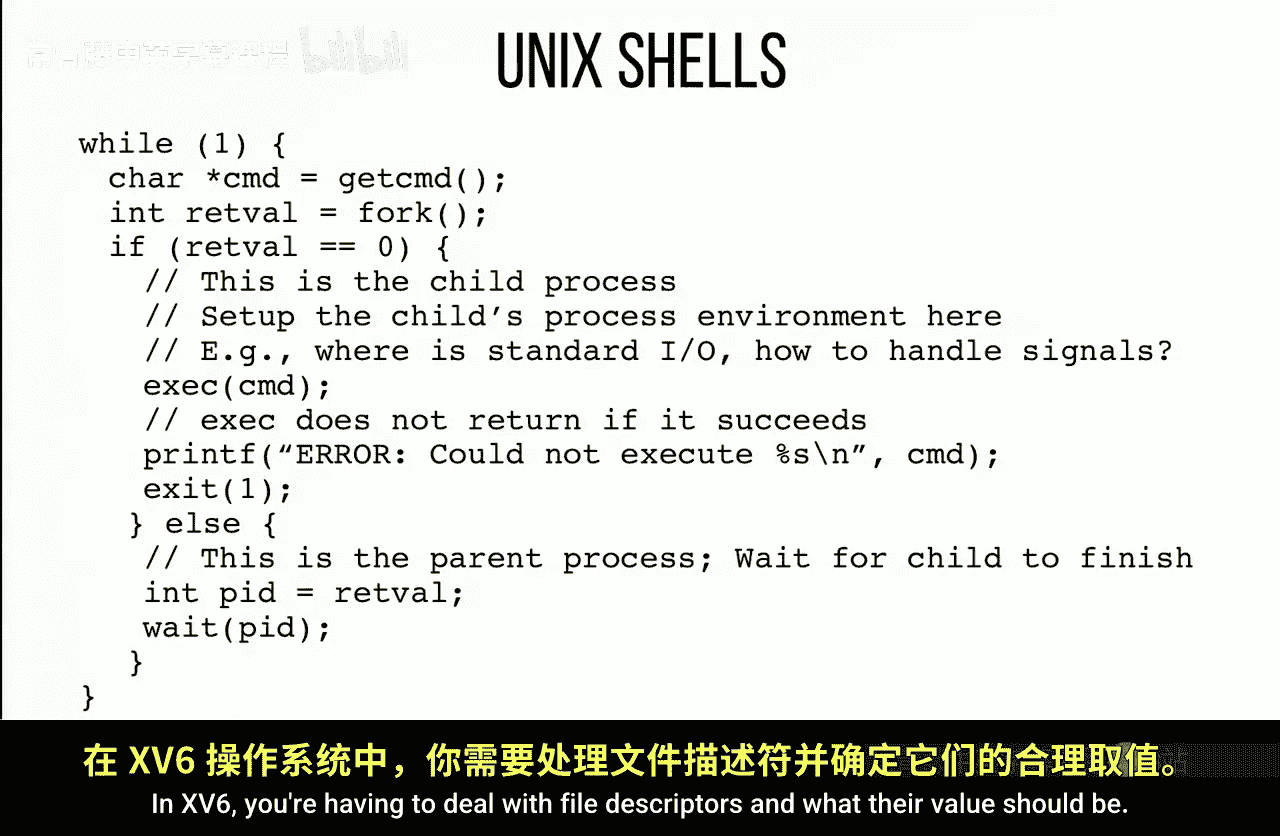 UNIX SHELLS
while (1) {
char *cmd = getcmd();
int retval = fork();
if (retval == 0) {
// This is the child process
// Setup the child’s process environment here
// E.g., where is standard I/O, how to handle signals?
exec(cmd);
// exec does not return if it succeeds
printf(“ERROR: Could not execute %s\n”, cmd);
exit(1);
} else {
// This is the parent process; Wait for child to finish
int pid = retval;
wait(pid);
}
}
在 XV6 操作系统中，你需要处理文件描述符并确定它们的合理取值。
In XV6, you're having to deal with file descriptors and what their value should be.